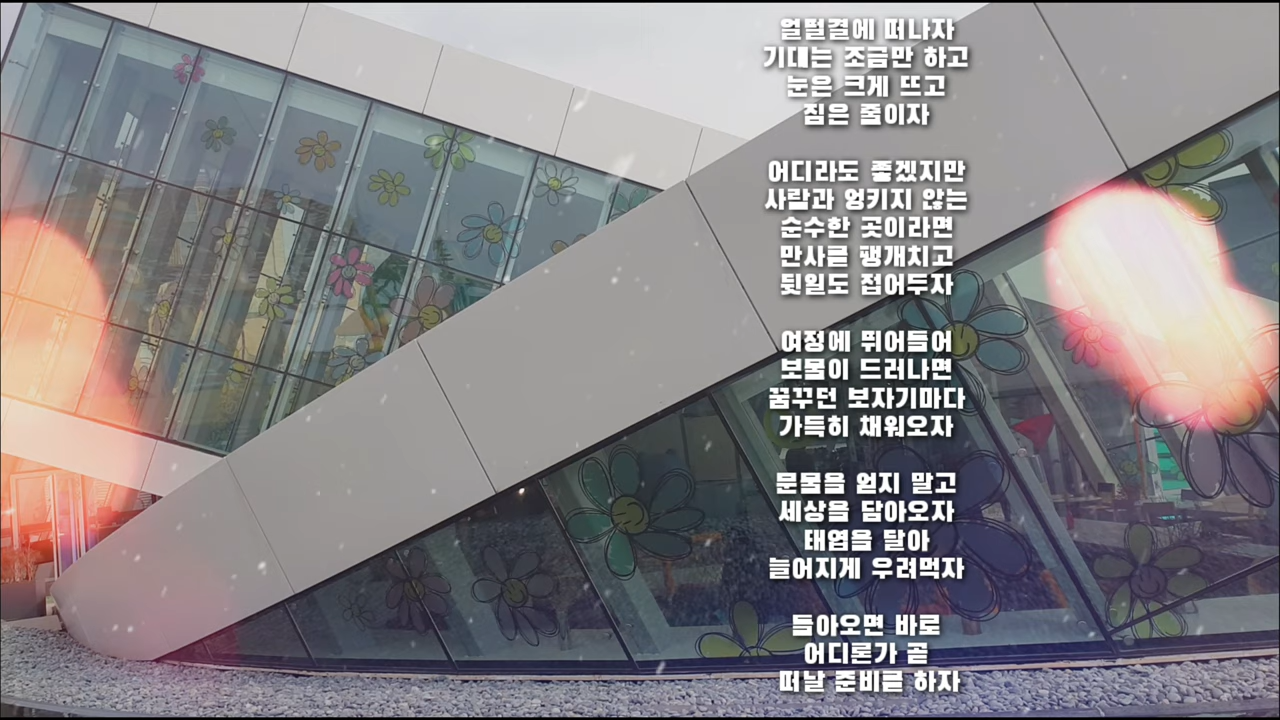 얼떨결에 떠나자
기대는 조금만 하고
눈은 크게 뜨고
짐은 줄이자
어디라도 좋겠지만
사람과 엉키지 않는
순수한 곳이라면
만사를 팽개치고
뒷일도 접어두자
여정에 뛰어들어
보물이 드러나면
꿈꾸던 보자기마다
가득히 채워오자
문물을 얻지 말고
세상을 담아오자
태엽을 달아
늘어지게 우려먹자
돌아오면 바로
어디론가 곧
떠날 준비를 하자